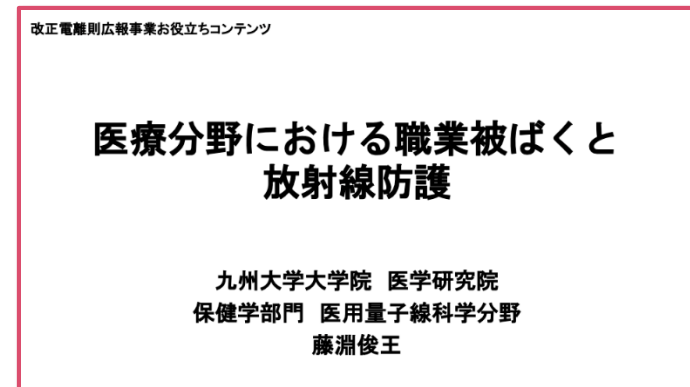 改正電離則広報事業お役立ちコンテンツ
医療分野における職業被ばくと
放射線防護
九州大学大学院 医学研究院
保健学部門 医用量子線科学分野
藤淵俊王